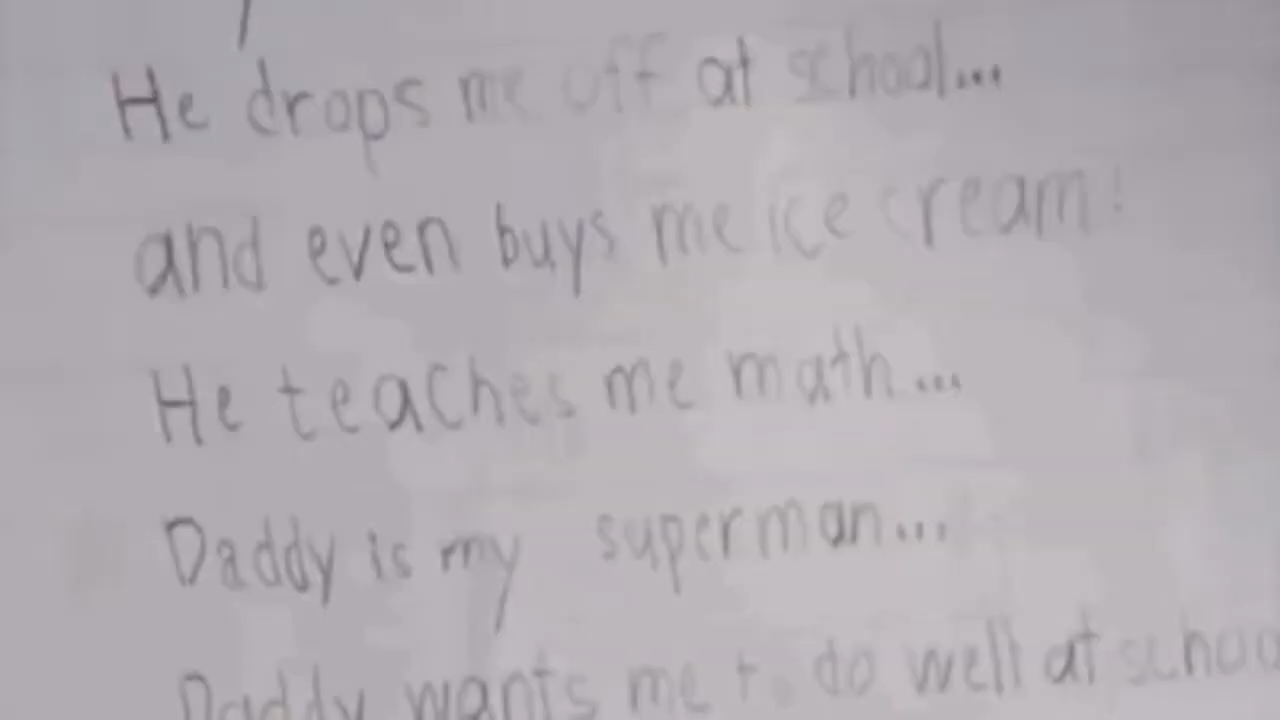 He drops me off at school...
and even buys me ice cream!
He teaches me math...
Daddy is my superman...
Daddy wants me to do well at schoo